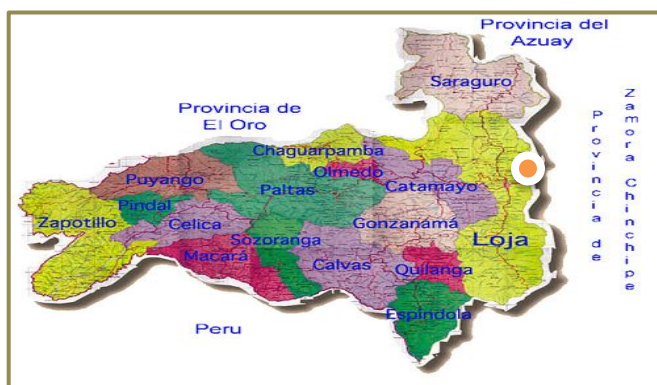 Provincia del
Azuay
Saraguro
Provincia de
El Oro
Chaguarpamba
Olmedo
Puyango
Paltas
Catamayo
Pindal
Zapotillo
Celica
Gonzanamá
Sozoranga
Loja
Macará
Calvas
Quilanga
Espíndola
Peru
Provincia de
Zamora Chinchipe